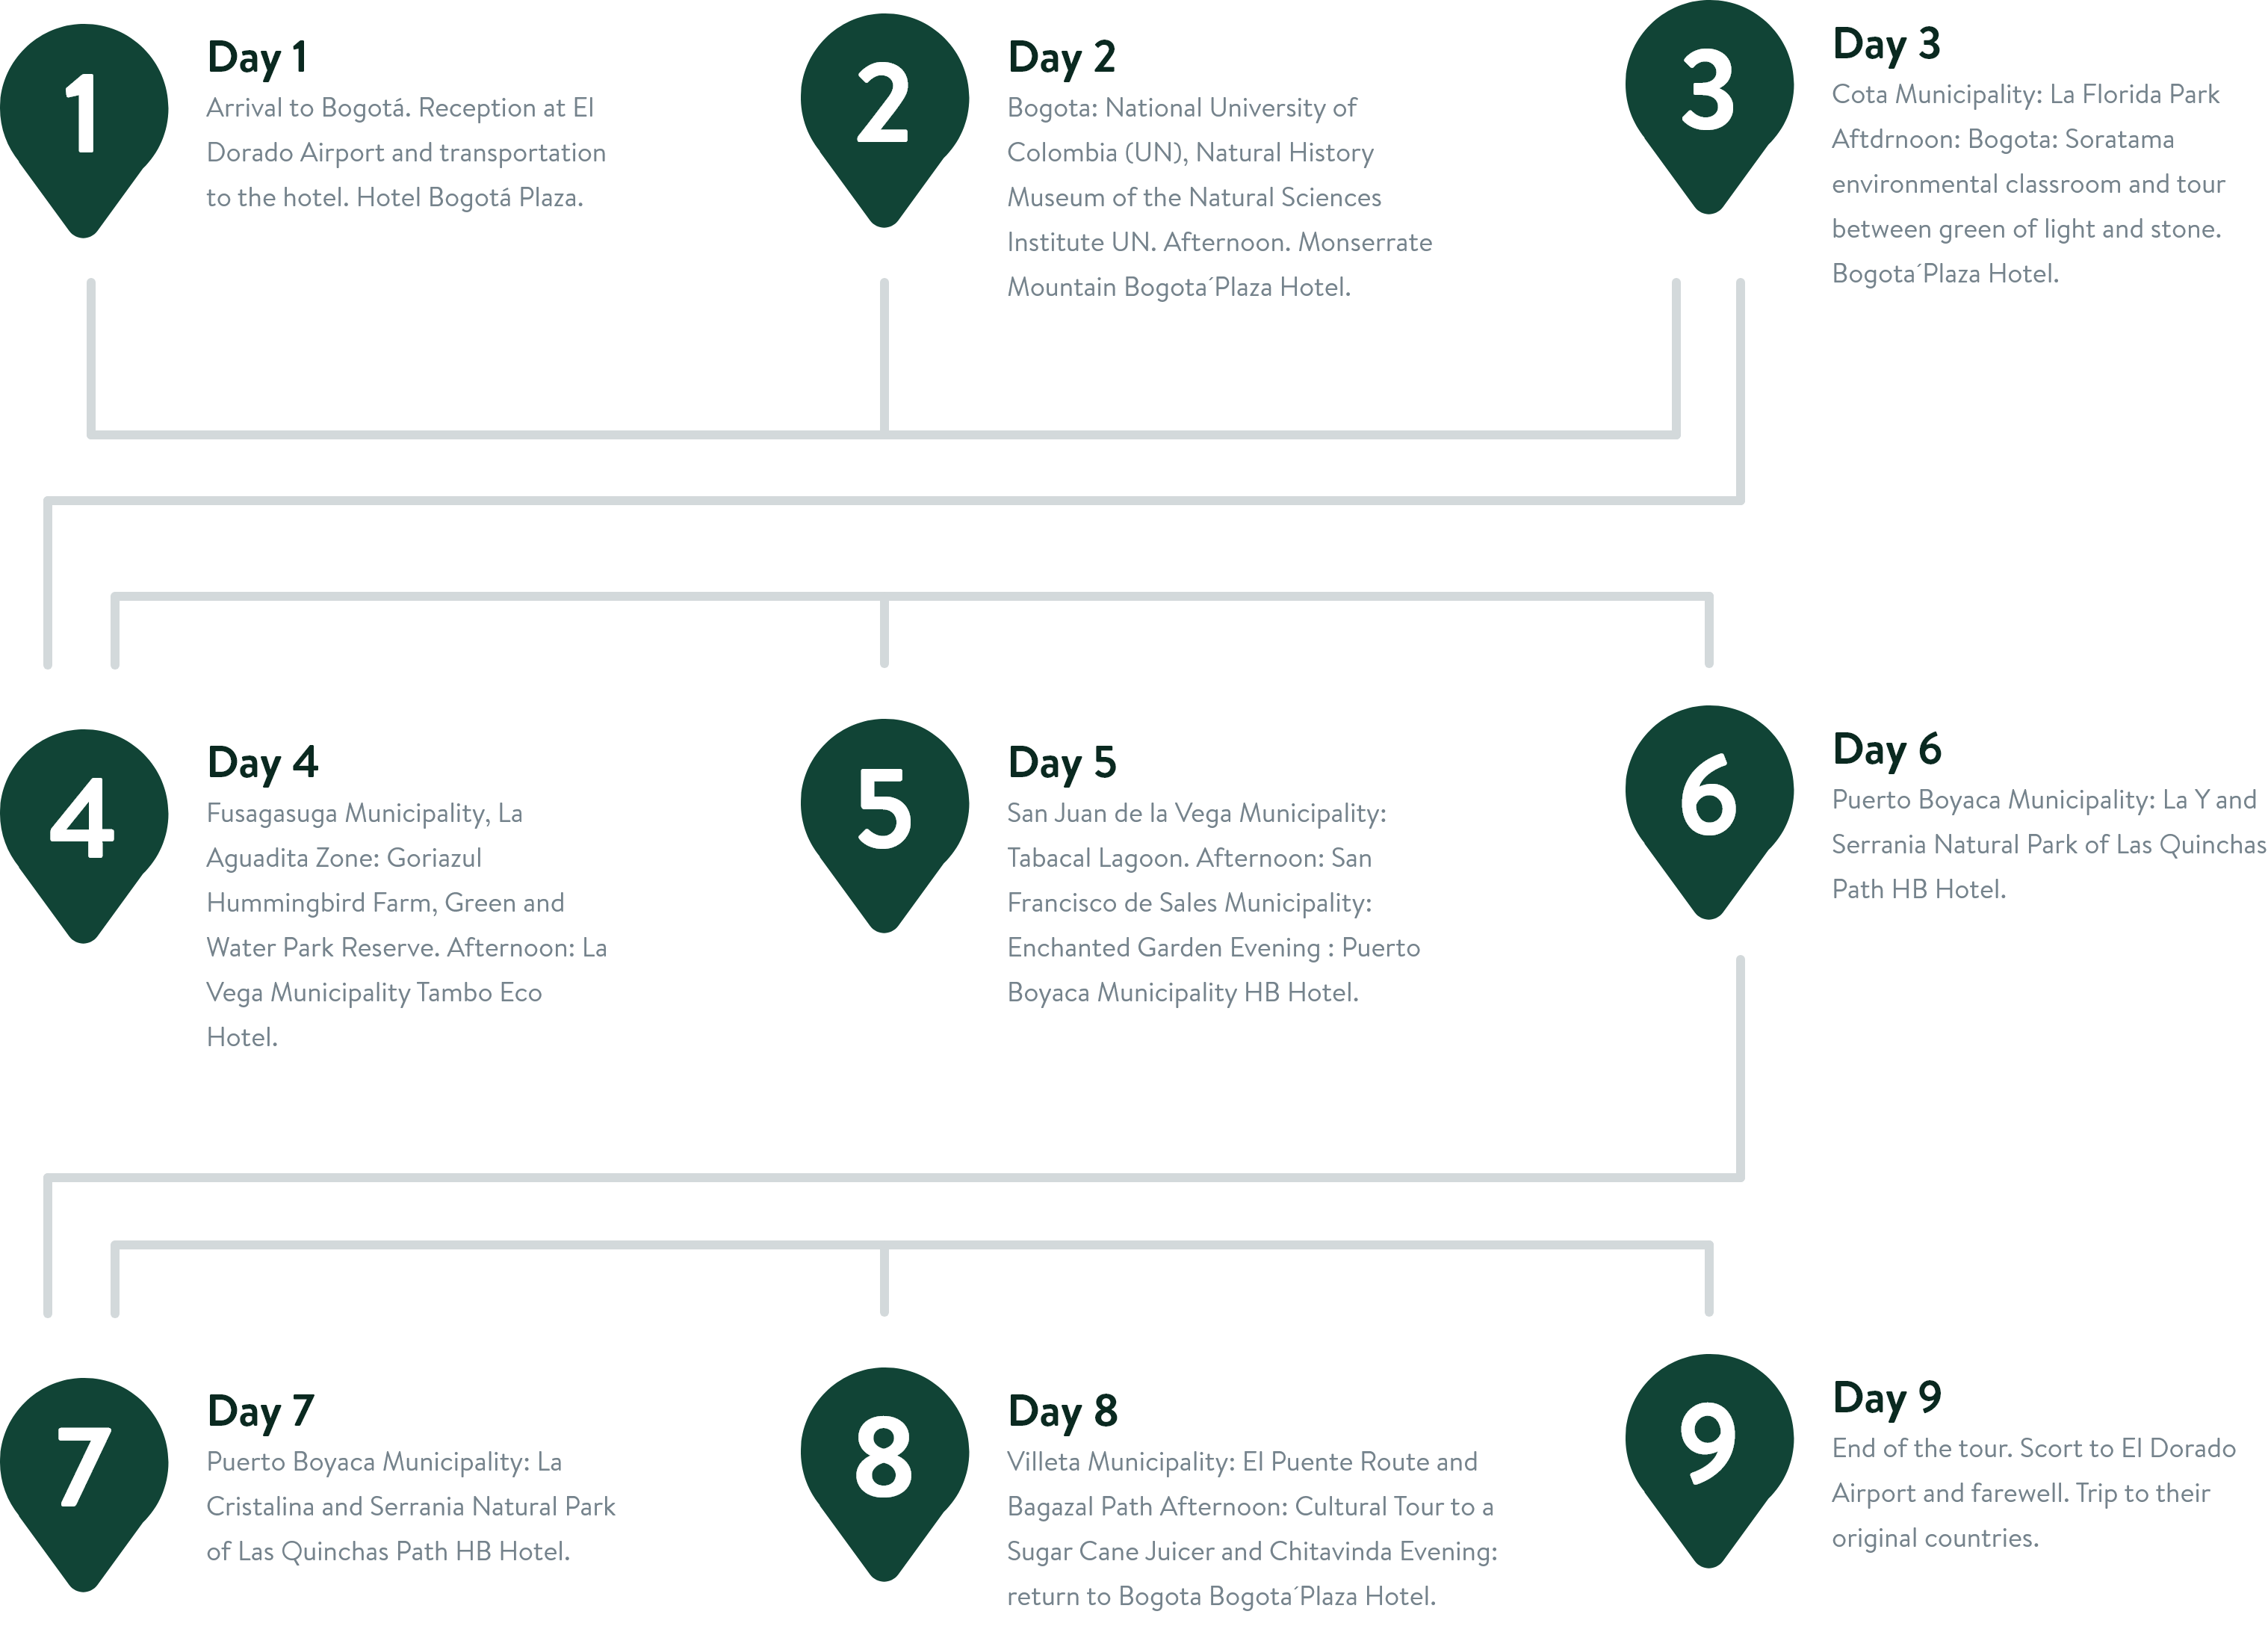 1
Day 1
Arrival to Bogotá. Reception at El
Dorado Airport and transportation
to the hotel. Hotel Bogotá Plaza.
2
Day 2
Bogota: National University of
Colombia (UN), Natural History
Museum of the Natural Sciences
Institute UN. Afternoon. Monserrate
Mountain Bogota´Plaza Hotel.
3
Day 3
Cota Municipality: La Florida Park
Aftdrnoon: Bogota: Soratama
environmental classroom and tour
between green of light and stone.
Bogota´Plaza Hotel.
4
Day 4
Fusagasuga Municipality, La
Aguadita Zone: Goriazul
Hummingbird Farm, Green and
Water Park Reserve. Afternoon: La
Vega Municipality Tambo Eco
Hotel.
5
Day 5
San Juan de la Vega Municipality:
Tabacal Lagoon. Afternoon: San
Francisco de Sales Municipality:
Enchanted Garden Evening : Puerto
Boyaca Municipality HB Hotel.
6
Day 6
Puerto Boyaca Municipality: La Y and
Serrania Natural Park of Las Quinchas
Path HB Hotel.
7
Day 7
Puerto Boyaca Municipality: La
Cristalina and Serrania Natural Park
of Las Quinchas Path HB Hotel.
8
Day 8
Villeta Municipality: El Puente Route and
Bagazal Path Afternoon: Cultural Tour to a
Sugar Cane Juicer and Chitavinda Evening:
return to Bogota Bogota´Plaza Hotel.
9
Day 9
End of the tour. Scort to El Dorado
Airport and farewell. Trip to their
original countries.